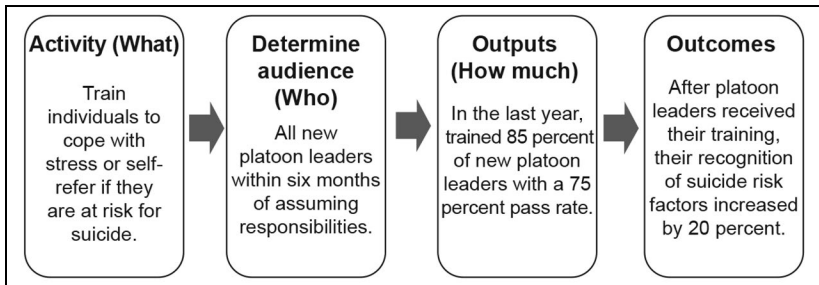 Activity (What)
Train
individuals to
cope with
stress or self-
refer if they
are at risk for
suicide.
Determine
audience
(Who)
All new
platoon leaders
within six months
of assuming
responsibilities.
Outputs
(How much)
In the last year,
trained 85 percent
of new platoon
leaders with a 75
percent pass rate.
Outcomes
After platoon
leaders received
their training,
their recognition
of suicide risk
factors increased
by 20 percent.